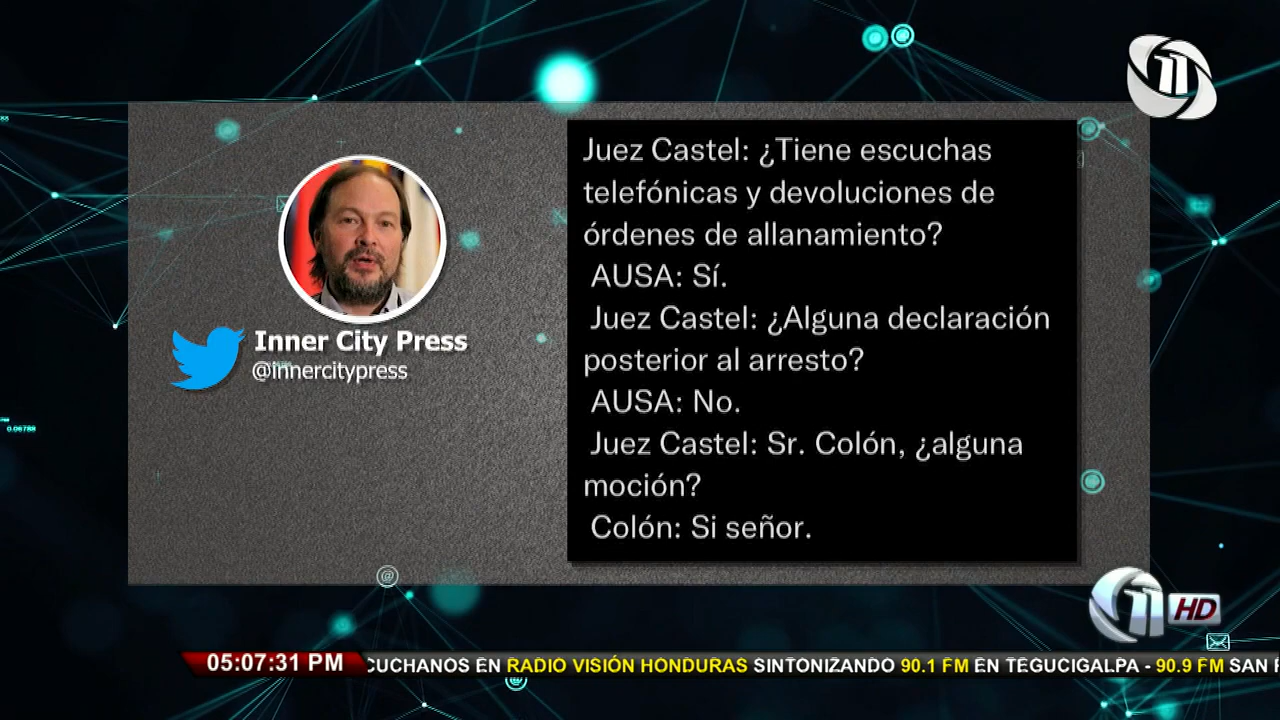 11
Juez Castel: ¿Tiene escuchas
telefónicas y devoluciones de
órdenes de allanamiento?
AUSA: Sí.
Juez Castel: ¿Alguna declaración
posterior al arresto?
AUSA: No.
Juez Castel: Sr. Colón, ¿alguna
moción?
Colón: Si señor.
Inner City Press
@innercitypress
11 HD
05:07:31 PM CUCHANOS EN RADIO VISIÓN HONDURAS SINTONIZANDO 90.1 FM EN TEGUCIGALPA - 90.9 FM SAN